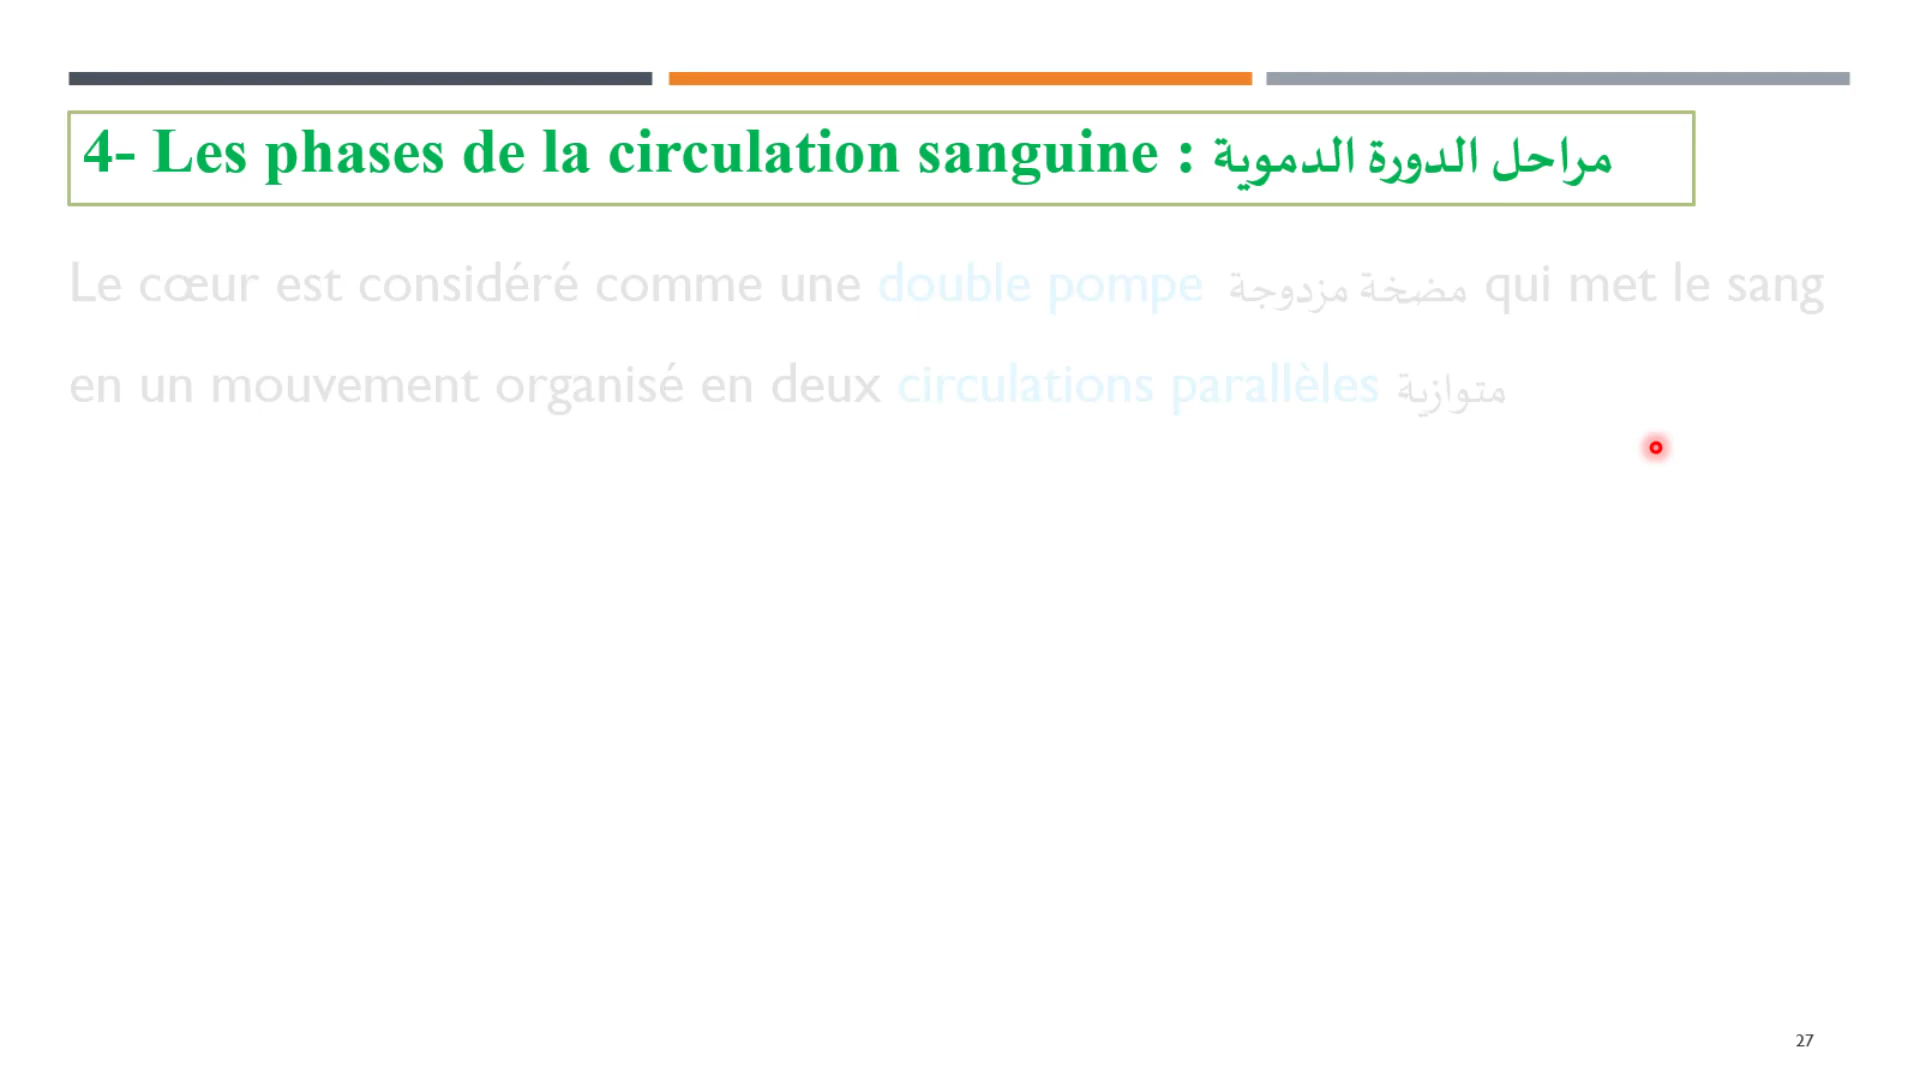 4- Les phases de la circulation sanguine : مراحل الدورة الدموية
Le cœur est considéré comme une double pompe مضخة مزدوجة qui met le sang
en un mouvement organisé en deux circulations parallèles متوازية
27